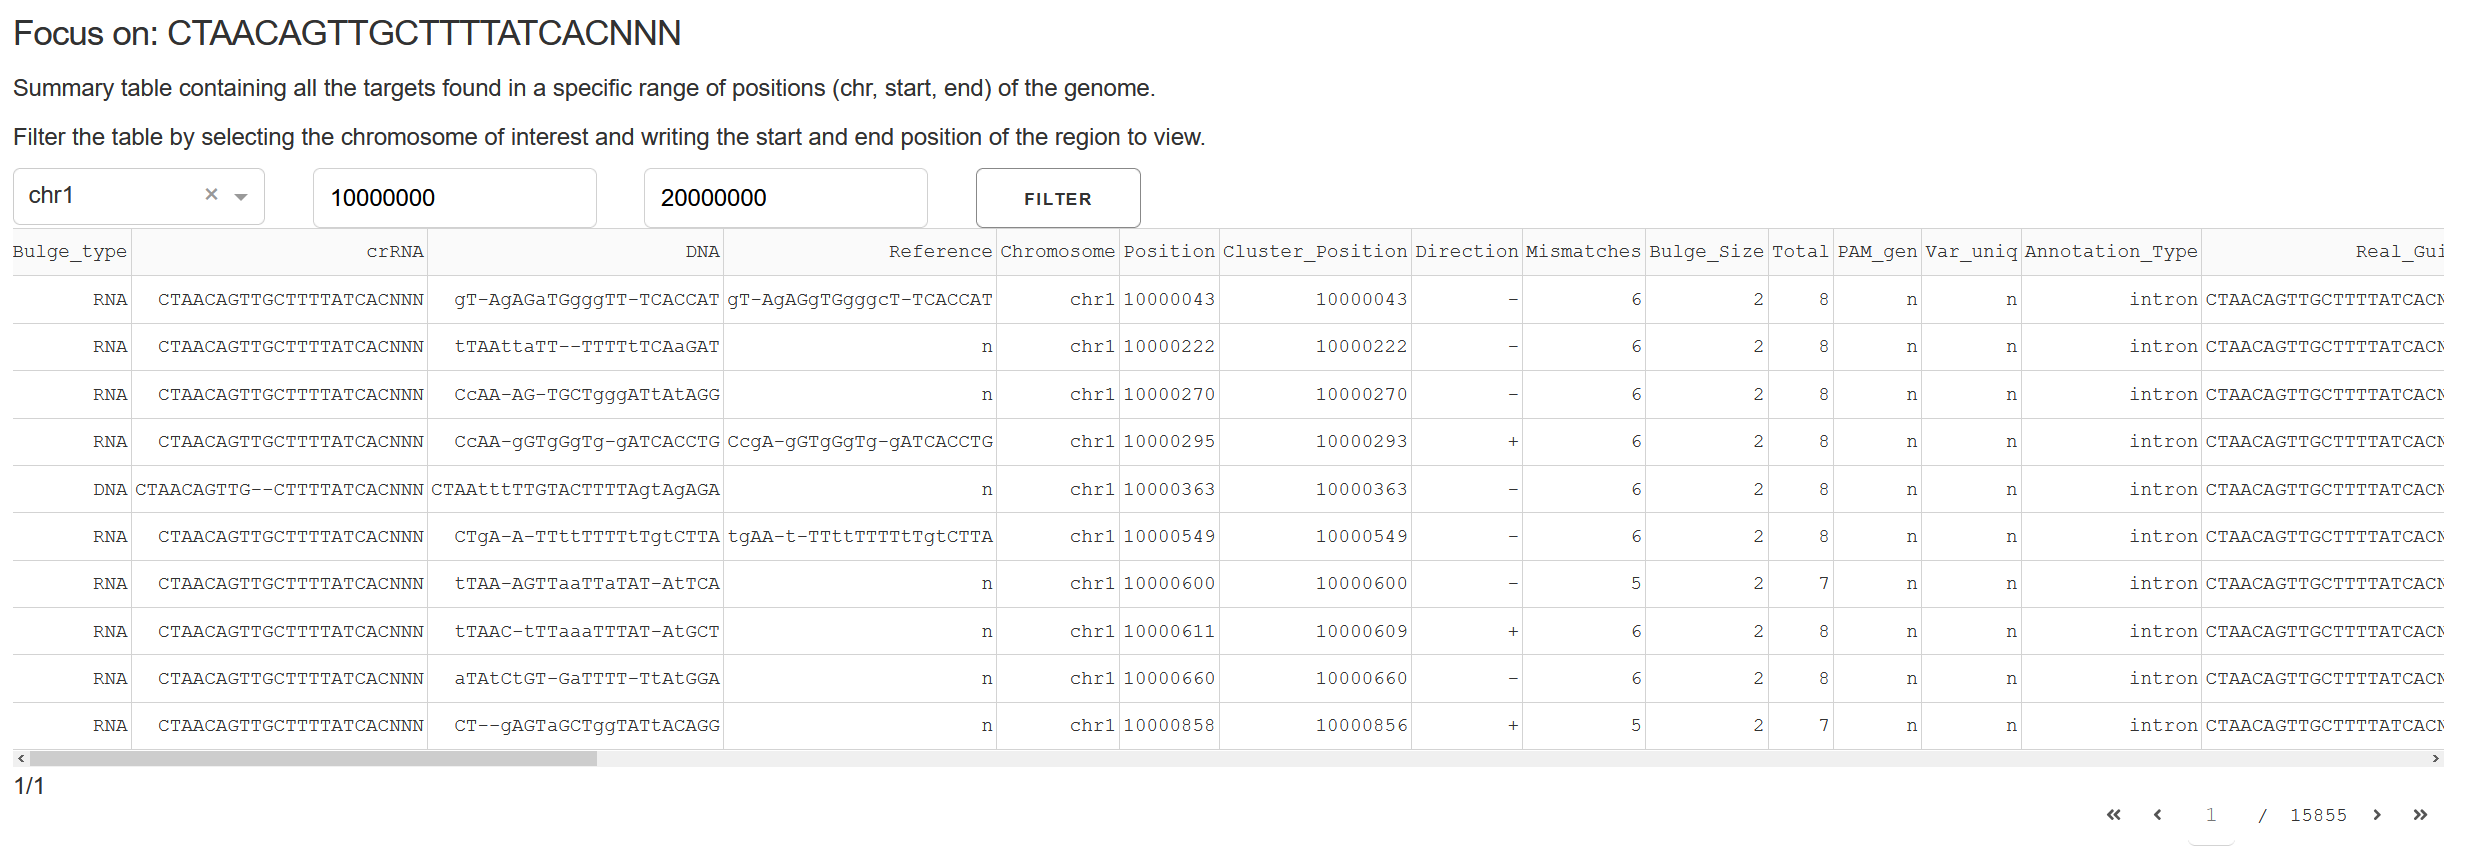 Focus on: CTAACAGTTGCTTTTATCACNNN
Summary table containing all the targets found in a specific range of positions (chr, start, end) of the genome.
Filter the table by selecting the chromosome of interest and writing the start and end position of the region to view.
chr1 × 10000000 20000000 FILTER
Bulge_type crRNA DNA Reference Chromosome Position Cluster_Position Direction Mismatches Bulge_Size Total PAM_gen Var_uniq Annotation_Type Real_Gui
RNA CTAACAGTTGCTTTTATCACNNN gT-AgAGaTGgggTT-TCACCAT gT-AgAGgTGgggcT-TCACCAT chr1 10000043 10000043 - 6 2 8 n n intron CTAACAGTTGCTTTTATCACN
RNA CTAACAGTTGCTTTTATCACNNN tTAAttaTT--TTTTtTCAaGAT n chr1 10000222 10000222 - 6 2 8 n n intron CTAACAGTTGCTTTTATCACN
RNA CTAACAGTTGCTTTTATCACNNN CcAA-AG-TGCTgggATtAtAGG n chr1 10000270 10000270 - 6 2 8 n n intron CTAACAGTTGCTTTTATCACN
RNA CTAACAGTTGCTTTTATCACNNN CcAA-gGTgGgTg-gATCACCTG CcgA-gGTgGgTg-gATCACCTG chr1 10000295 10000293 + 6 2 8 n n intron CTAACAGTTGCTTTTATCACN
DNA CTAACAGTTG--CTTTTATCACNNN CTAAtttTTGTACTTTTAgtAgAGA n chr1 10000363 10000363 - 6 2 8 n n intron CTAACAGTTGCTTTTATCACN
RNA CTAACAGTTGCTTTTATCACNNN CTgA-A-TTttTTTTtTgtCTTA tgAA-t-TTttTTTTtTgtCTTA chr1 10000549 10000549 - 6 2 8 n n intron CTAACAGTTGCTTTTATCACN
RNA CTAACAGTTGCTTTTATCACNNN tTAA-AGTTaaTTaTAT-AtTCA n chr1 10000600 10000600 - 5 2 7 n n intron CTAACAGTTGCTTTTATCACN
RNA CTAACAGTTGCTTTTATCACNNN tTAAC-tTTaaaTTTAT-AtGCT n chr1 10000611 10000609 + 6 2 8 n n intron CTAACAGTTGCTTTTATCACN
RNA CTAACAGTTGCTTTTATCACNNN aTAtCtGT-GaTTTT-TtAtGGA n chr1 10000660 10000660 - 6 2 8 n n intron CTAACAGTTGCTTTTATCACN
RNA CTAACAGTTGCTTTTATCACNNN CT--gAGTaGCTggTATtACAGG n chr1 10000858 10000856 + 5 2 7 n n intron CTAACAGTTGCTTTTATCACN
1/1
« ‹ 1 / 15855 › »